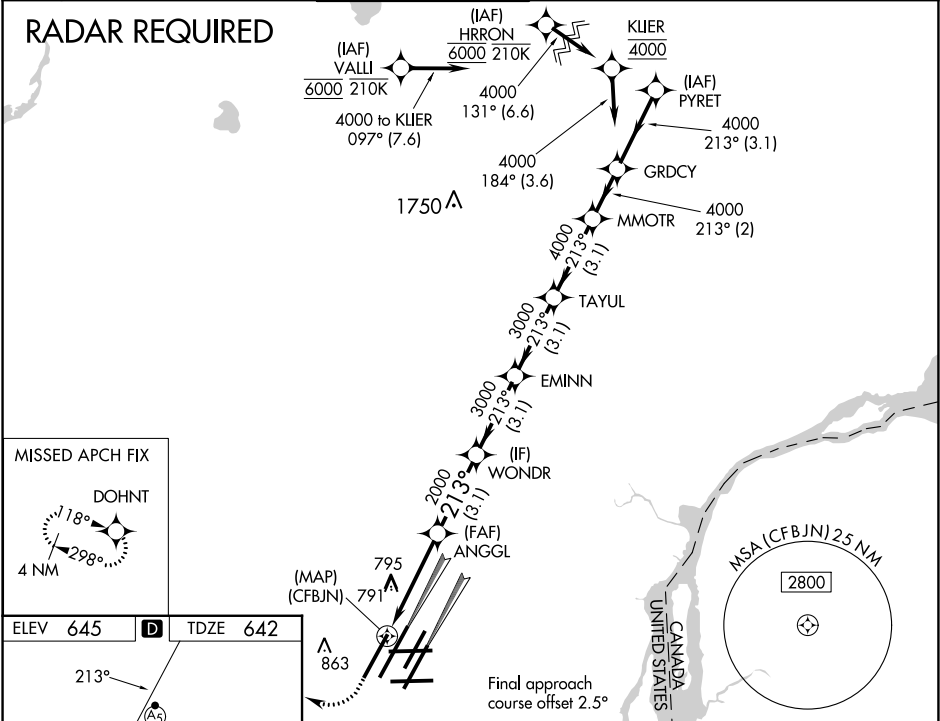 RADAR REQUIRED
(IAF)
VALLI
6000 210K
4000 to KLIER
097° (7.6)
(IAF)
HRRON
6000 210K
4000
131° (6.6)
KLIER
4000
(IAF)
PYRET
4000
213° (3.1)
4000
184° (3.6)
GRDCY
1750
4000
213° (2)
MMOTR
4000
213°
(3.1)
TAYUL
3000
213°
(3.1)
EMINN
3000
213°
(3.1)
(IF)
WONDR
2000
213°
(3.1)
(FAF)
ANGGL
MISSED APCH FIX
DOHNT
118°
298°
4 NM
795
791
(MAP)
(CFBJN)
863
MSA (CFBJN) 25 NM
2800
CANADA
UNITED STATES
Final approach
course offset 2.5°
ELEV 645 D TDZE 642
213°
A5